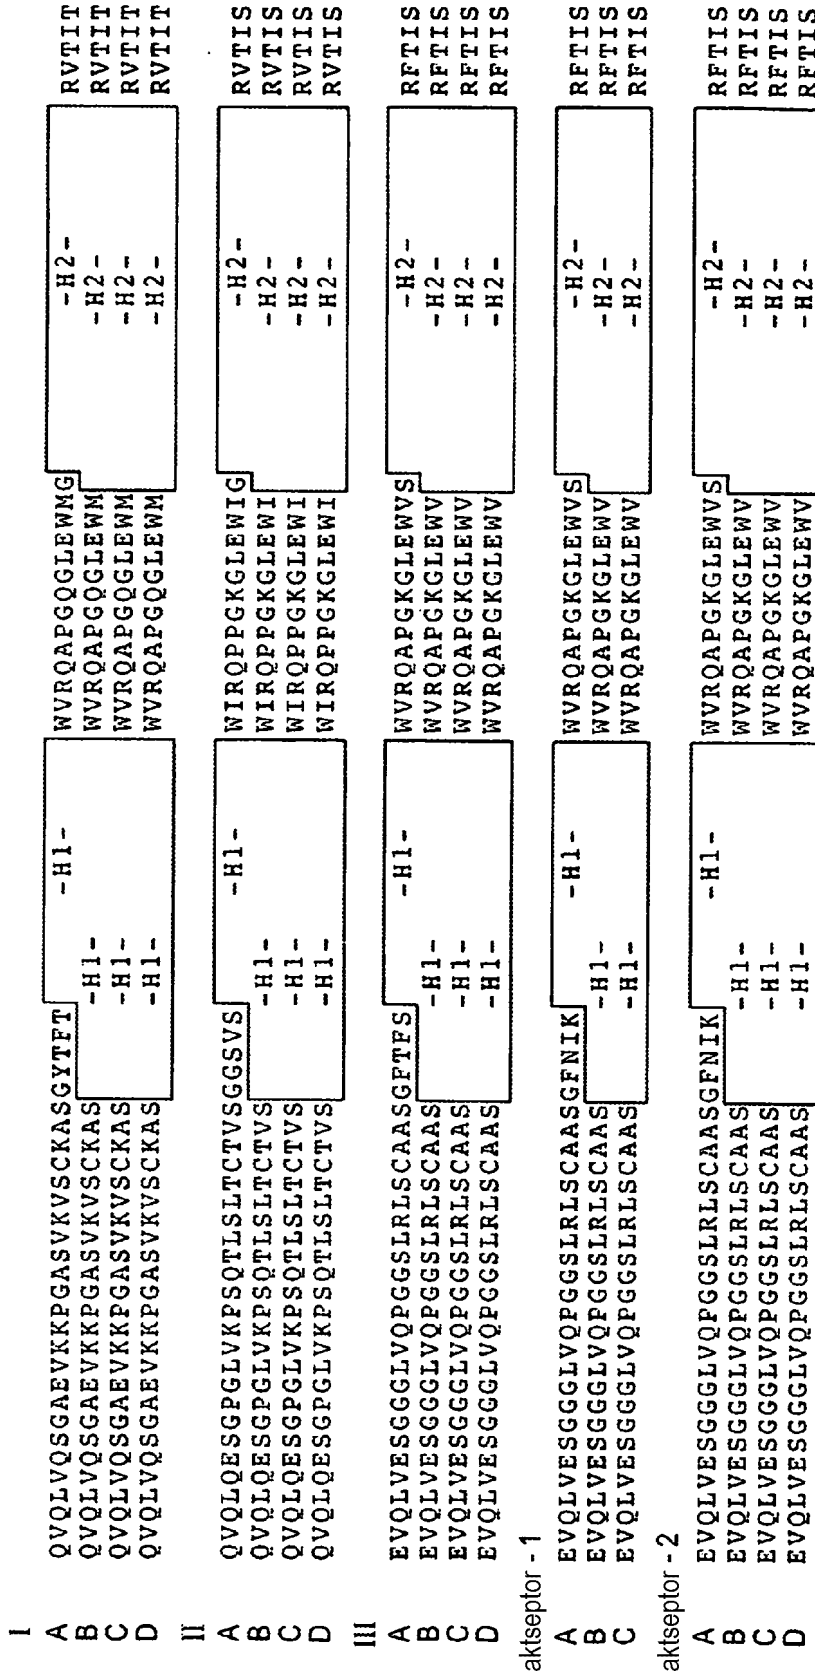 I
A QVQLVQSGAEVKKPGASVKVSCKASGYTFT -H1- WVRQAPGQGLEWMG -H2- RVTIT
B QVQLVQSGAEVKKPGASVKVSCKAS -H1- WVRQAPGQGLEWM -H2- RVTIT
C QVQLVQSGAEVKKPGASVKVSCKAS -H1- WVRQAPGQGLEWM -H2- RVTIT
D QVQLVQSGAEVKKPGASVKVSCKAS -H1- WVRQAPGQGLEWM -H2- RVTIT
II
A QVQLQESGPGLVKPSQTLSLTCTVSGGSVS -H1- WIRQPPGKGLEWIG -H2- RVTIS
B QVQLQESGPGLVKPSQTLSLTCTVS -H1- WIRQPPGKGLEWI -H2- RVTIS
C QVQLQESGPGLVKPSQTLSLTCTVS -H1- WIRQPPGKGLEWI -H2- RVTIS
D QVQLQESGPGLVKPSQTLSLTCTVS -H1- WIRQPPGKGLEWI -H2- RVTIS
III
A EVQLVESGGGLVQPGGSLRLSCAASGFTFS -H1- WVRQAPGKGLEWVS -H2- RFTIS
B EVQLVESGGGLVQPGGSLRLSCAAS -H1- WVRQAPGKGLEWV -H2- RFTIS
C EVQLVESGGGLVQPGGSLRLSCAAS -H1- WVRQAPGKGLEWV -H2- RFTIS
D EVQLVESGGGLVQPGGSLRLSCAAS -H1- WVRQAPGKGLEWV -H2- RFTIS
aktseptor - 1
A EVQLVESGGGLVQPGGSLRLSCAASGFNIK -H1- WVRQAPGKGLEWVS -H2- RFTIS
B EVQLVESGGGLVQPGGSLRLSCAAS -H1- WVRQAPGKGLEWV -H2- RFTIS
C EVQLVESGGGLVQPGGSLRLSCAAS -H1- WVRQAPGKGLEWV -H2- RFTIS
aktseptor - 2
A EVQLVESGGGLVQPGGSLRLSCAASGFNIK -H1- WVRQAPGKGLEWVS -H2- RFTIS
B EVQLVESGGGLVQPGGSLRLSCAAS -H1- WVRQAPGKGLEWV -H2- RFTIS
C EVQLVESGGGLVQPGGSLRLSCAAS -H1- WVRQAPGKGLEWV -H2- RFTIS
D EVQLVESGGGLVQPGGSLRLSCAAS -H1- WVRQAPGKGLEWV -H2- RFTIS